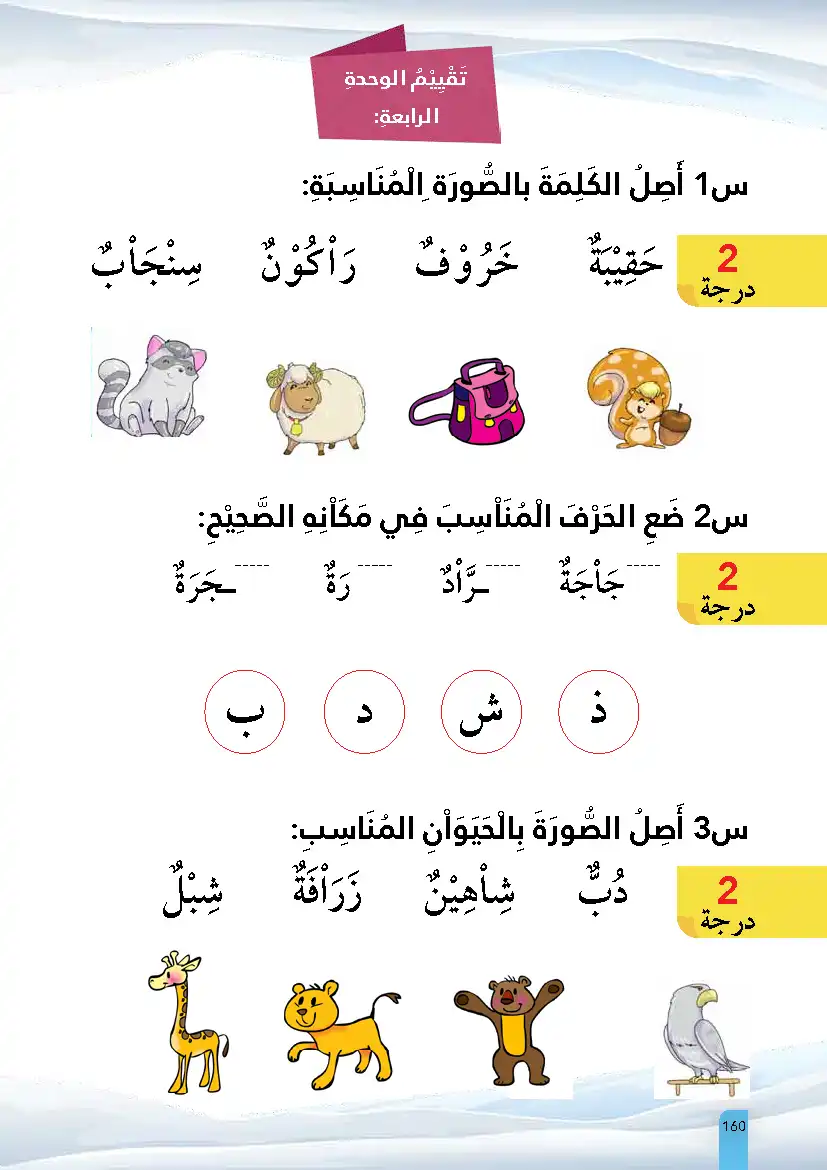 تَقْيِيْمُ الوحدةِ
الرابعةِ:
س1 أَصِلُ الكَلِمَةَ بالصُّورَة ِالْمُنَاسِبَةِ:
2
درجة
حَقِيْبَةٌ خَرُوْفٌ رَاْكُوْنٌ سِنْجَاْبٌ
س2 ضَعِ الحَرْفَ الْمُنَاْسِبَ فِي مَكَاْنِهِ الصَّحِيْحِ:
2
درجة
-----جَاْجَةٌ -----ـرَّاْدٌ -----رَةٌ -----ـجَرَةٌ
ذ ش د ب
س3 أَصِلُ الصُّورَةَ بِالْحَيَوَاْنِ المُنَاسِبِ:
2
درجة
دُبٌّ شِاْهِيْنٌ زَرَاْفَةٌ شِبْلٌ
160